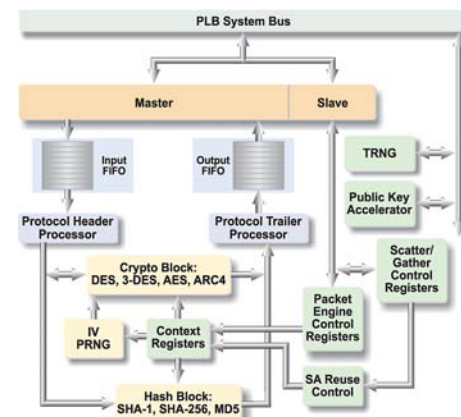 PLB System Bus
Master
Slave
Input
FIFO
Output
FIFO
TRNG
Public Key
Accelerator
Protocol Header
Processor
Protocol Trailer
Processor
Scatter/
Gather
Control
Registers
Crypto Block:
DES, 3-DES, AES, ARC4
Packet
Engine
Control
Registers
IV
PRNG
Context
Registers
SA Reuse
Control
Hash Block:
SHA-1, SHA-256, MD5